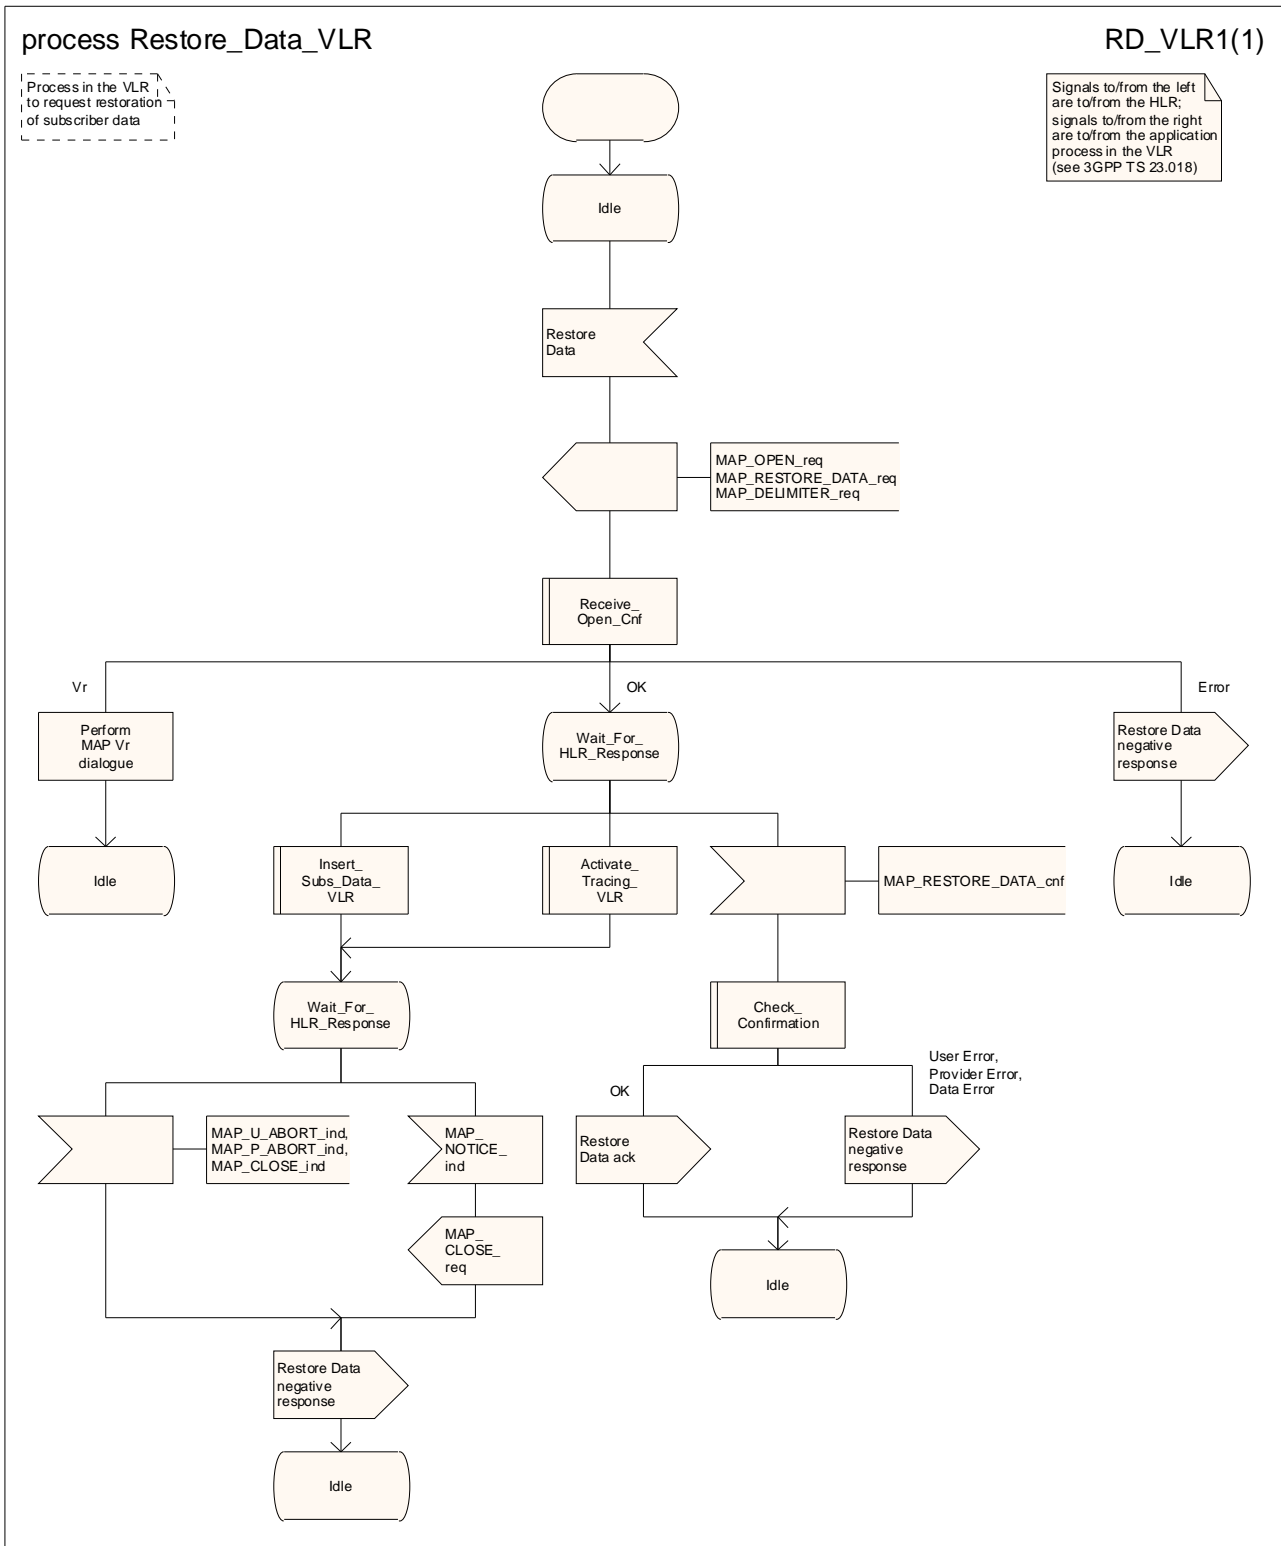 process Restore_Data_VLR
RD_VLR1(1)
Process in the VLR
to request restoration
of subscriber data
Signals to/from the left
are to/from the HLR;
signals to/from the right
are to/from the application
process in the VLR
(see 3GPP TS 23.018)
Idle
Restore
Data
MAP_OPEN_req
MAP_RESTORE_DATA_req
MAP_DELIMITER_req
Receive_
Open_Cnf
Vr
OK
Error
Perform
MAP Vr
dialogue
Wait_For_
HLR_Response
Restore Data
negative
response
Idle
Insert_
Subs_Data_
VLR
Activate_
Tracing_
VLR
MAP_RESTORE_DATA_cnf
Idle
Wait_For_
HLR_Response
Check_
Confirmation
OK
User Error,
Provider Error,
Data Error
MAP_U_ABORT_ind,
MAP_P_ABORT_ind,
MAP_CLOSE_ind
MAP_
NOTICE_
ind
Restore
Data ack
Restore Data
negative
response
MAP_
CLOSE_
req
Idle
Restore Data
negative
response
Idle